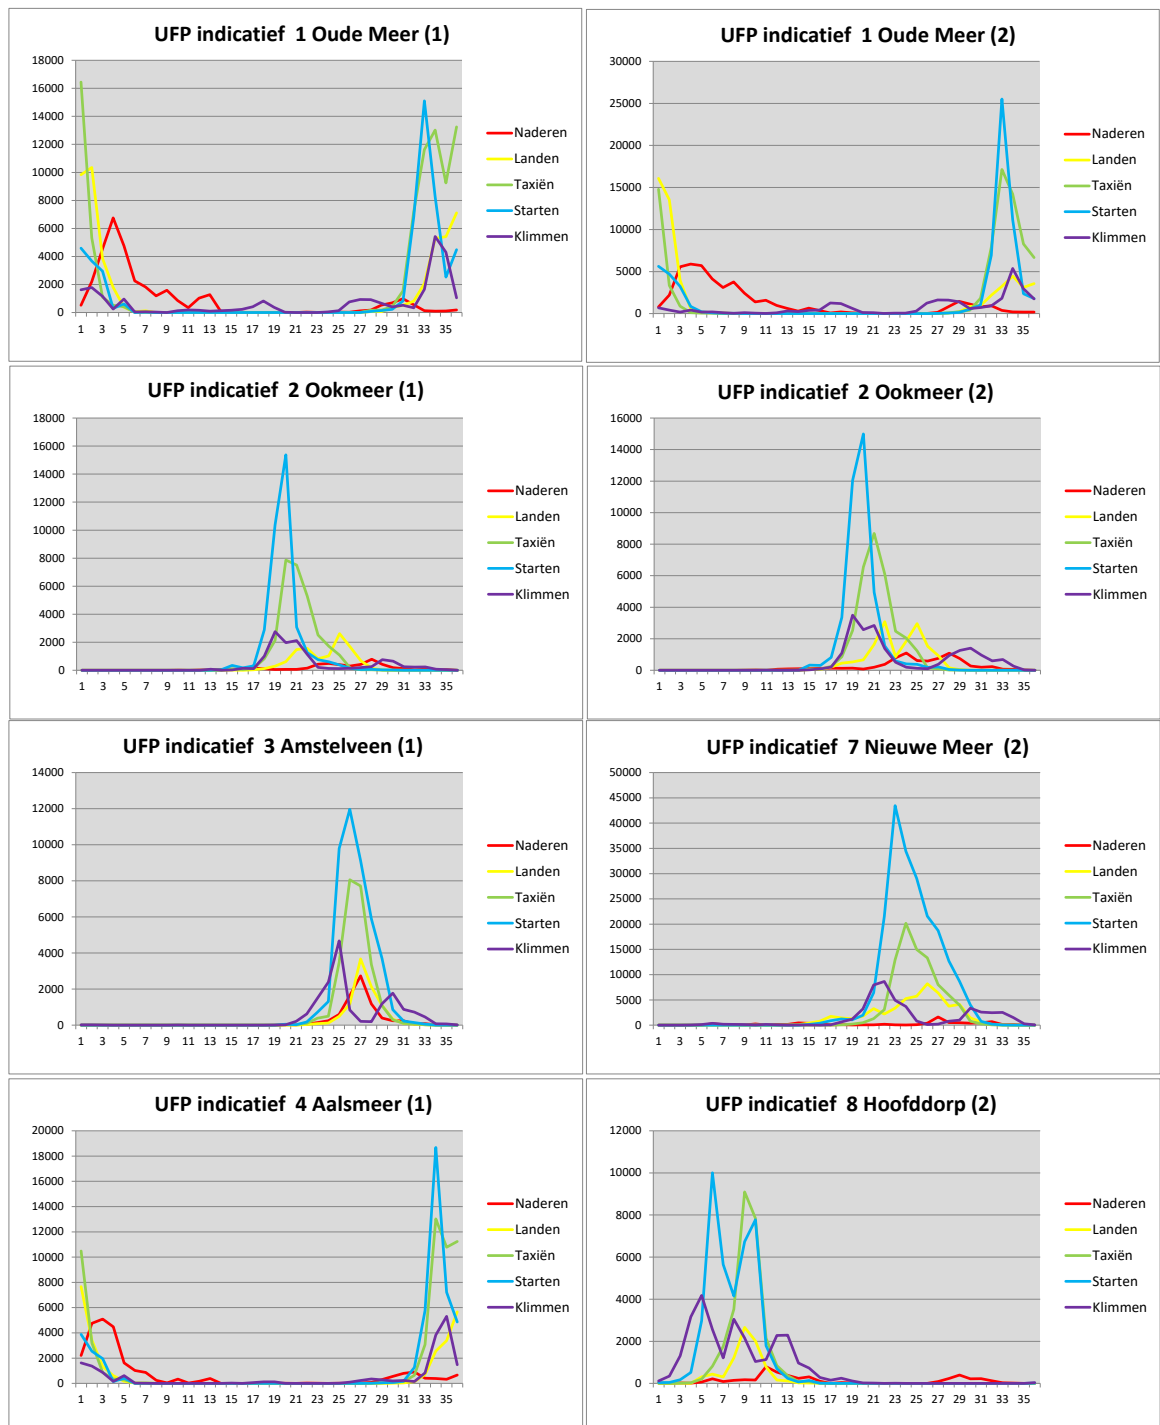 UFP indicatief 1 Oude Meer (1)
18000
16000
14000
12000
10000
8000
6000
4000
2000
0
1 3 5 7 9 11 13 15 17 19 21 23 25 27 29 31 33 35
Naderen
Landen
Taxiën
Starten
Klimmen
UFP indicatief 1 Oude Meer (2)
30000
25000
20000
15000
10000
5000
0
1 3 5 7 9 11 13 15 17 19 21 23 25 27 29 31 33 35
Naderen
Landen
Taxiën
Starten
Klimmen
UFP indicatief 2 Ookmeer (1)
18000
16000
14000
12000
10000
8000
6000
4000
2000
0
1 3 5 7 9 11 13 15 17 19 21 23 25 27 29 31 33 35
Naderen
Landen
Taxiën
Starten
Klimmen
UFP indicatief 2 Ookmeer (2)
16000
14000
12000
10000
8000
6000
4000
2000
0
1 3 5 7 9 11 13 15 17 19 21 23 25 27 29 31 33 35
Naderen
Landen
Taxiën
Starten
Klimmen
UFP indicatief 3 Amstelveen (1)
14000
12000
10000
8000
6000
4000
2000
0
1 3 5 7 9 11 13 15 17 19 21 23 25 27 29 31 33 35
Naderen
Landen
Taxiën
Starten
Klimmen
UFP indicatief 7 Nieuwe Meer (2)
50000
45000
40000
35000
30000
25000
20000
15000
10000
5000
0
1 3 5 7 9 11 13 15 17 19 21 23 25 27 29 31 33 35
Naderen
Landen
Taxiën
Starten
Klimmen
UFP indicatief 4 Aalsmeer (1)
20000
18000
16000
14000
12000
10000
8000
6000
4000
2000
0
1 3 5 7 9 11 13 15 17 19 21 23 25 27 29 31 33 35
Naderen
Landen
Taxiën
Starten
Klimmen
UFP indicatief 8 Hoofddorp (2)
12000
10000
8000
6000
4000
2000
0
1 3 5 7 9 11 13 15 17 19 21 23 25 27 29 31 33 35
Naderen
Landen
Taxiën
Starten
Klimmen